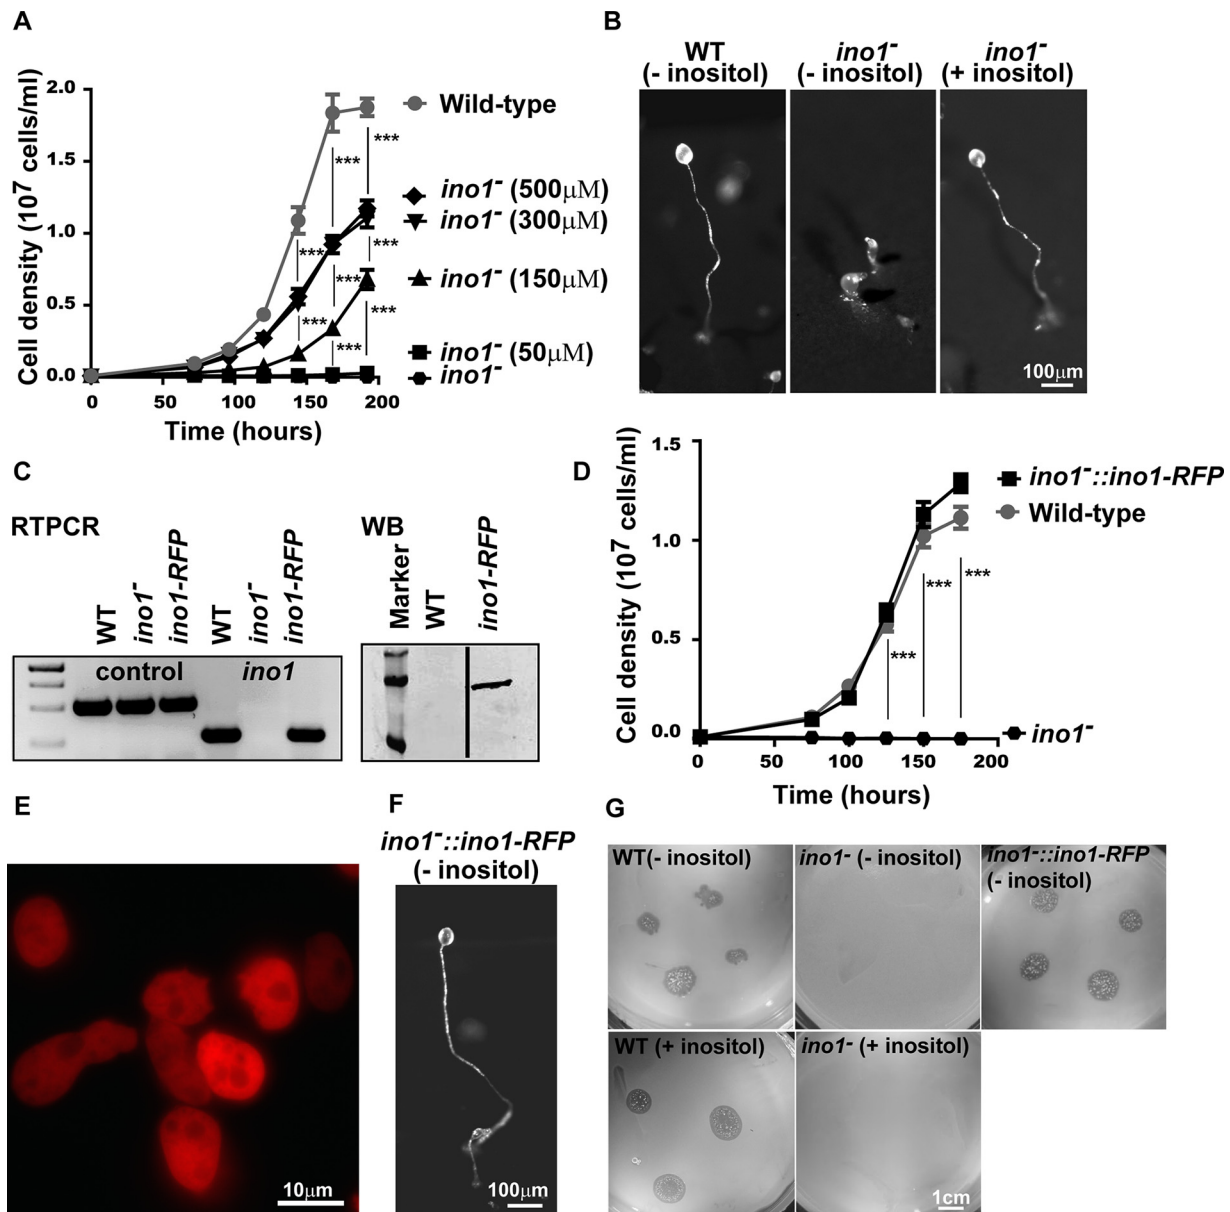 A
Cell density (10⁷ cells/ml)
2.0
1.5
1.0
0.5
0.0
0
50
100
150
200
Time (hours)
Wild-type
ino1⁻ (500μM)
ino1⁻ (300μM)
ino1⁻ (150μM)
ino1⁻ (50μM)
ino1⁻
***
***
***
***
***
***
***
***
B
WT
(- inositol)
ino1⁻
(- inositol)
ino1⁻
(+ inositol)
100μm
C
RTPCR
WT
ino1⁻
ino1-RFP
WT
ino1⁻
ino1-RFP
control
ino1
WB
Marker
WT
ino1-RFP
D
Cell density (10⁷ cells/ml)
1.5
1.0
0.5
0.0
0
50
100
150
200
Time (hours)
ino1⁻::ino1-RFP
Wild-type
ino1⁻
***
***
***
E
10μm
F
ino1⁻::ino1-RFP
(- inositol)
100μm
G
WT(- inositol)
ino1- (- inositol)
ino1⁻::ino1-RFP
(- inositol)
WT (+ inositol)
ino1- (+ inositol)
1cm